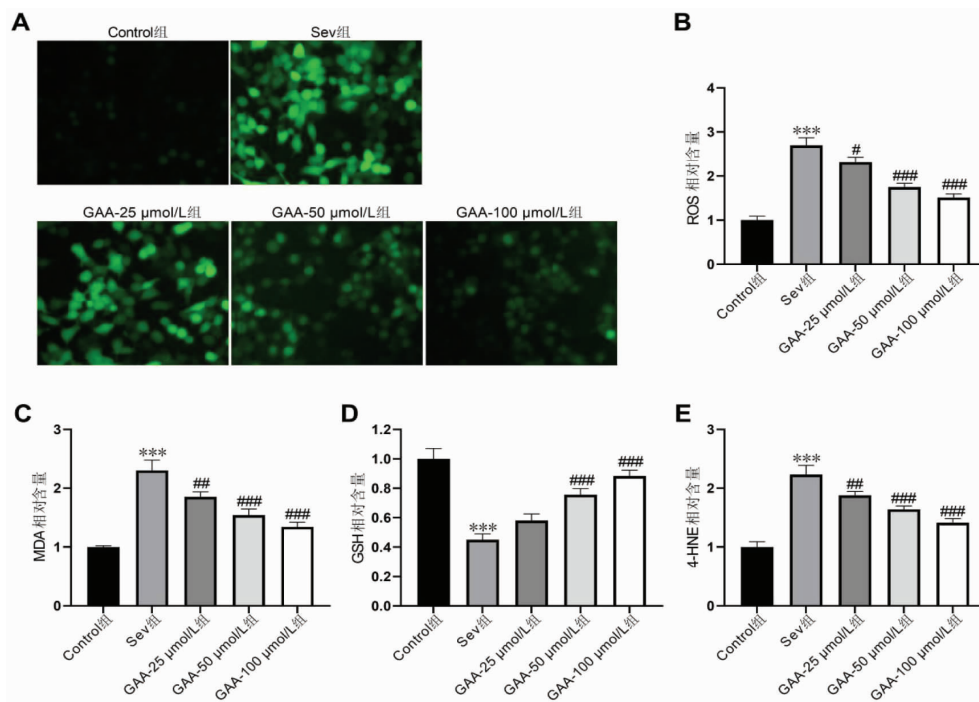 A
Control组
Sev组
GAA-25 μmol/L组
GAA-50 μmol/L组
GAA-100 μmol/L组
B
ROS 相对含量
4
3
2
1
0
***
#
###
###
Control组
Sev组
GAA-25 μmol/L组
GAA-50 μmol/L组
GAA-100 μmol/L组
C
MDA 相对含量
3
2
1
0
***
##
###
###
Control组
Sev组
GAA-25 μmol/L组
GAA-50 μmol/L组
GAA-100 μmol/L组
D
GSH 相对含量
1.2
1.0
0.8
0.6
0.4
0.2
0.0
***
###
###
Control组
Sev组
GAA-25 μmol/L组
GAA-50 μmol/L组
GAA-100 μmol/L组
E
4-HNE 相对含量
3
2
1
0
***
##
###
###
Control组
Sev组
GAA-25 μmol/L组
GAA-50 μmol/L组
GAA-100 μmol/L组